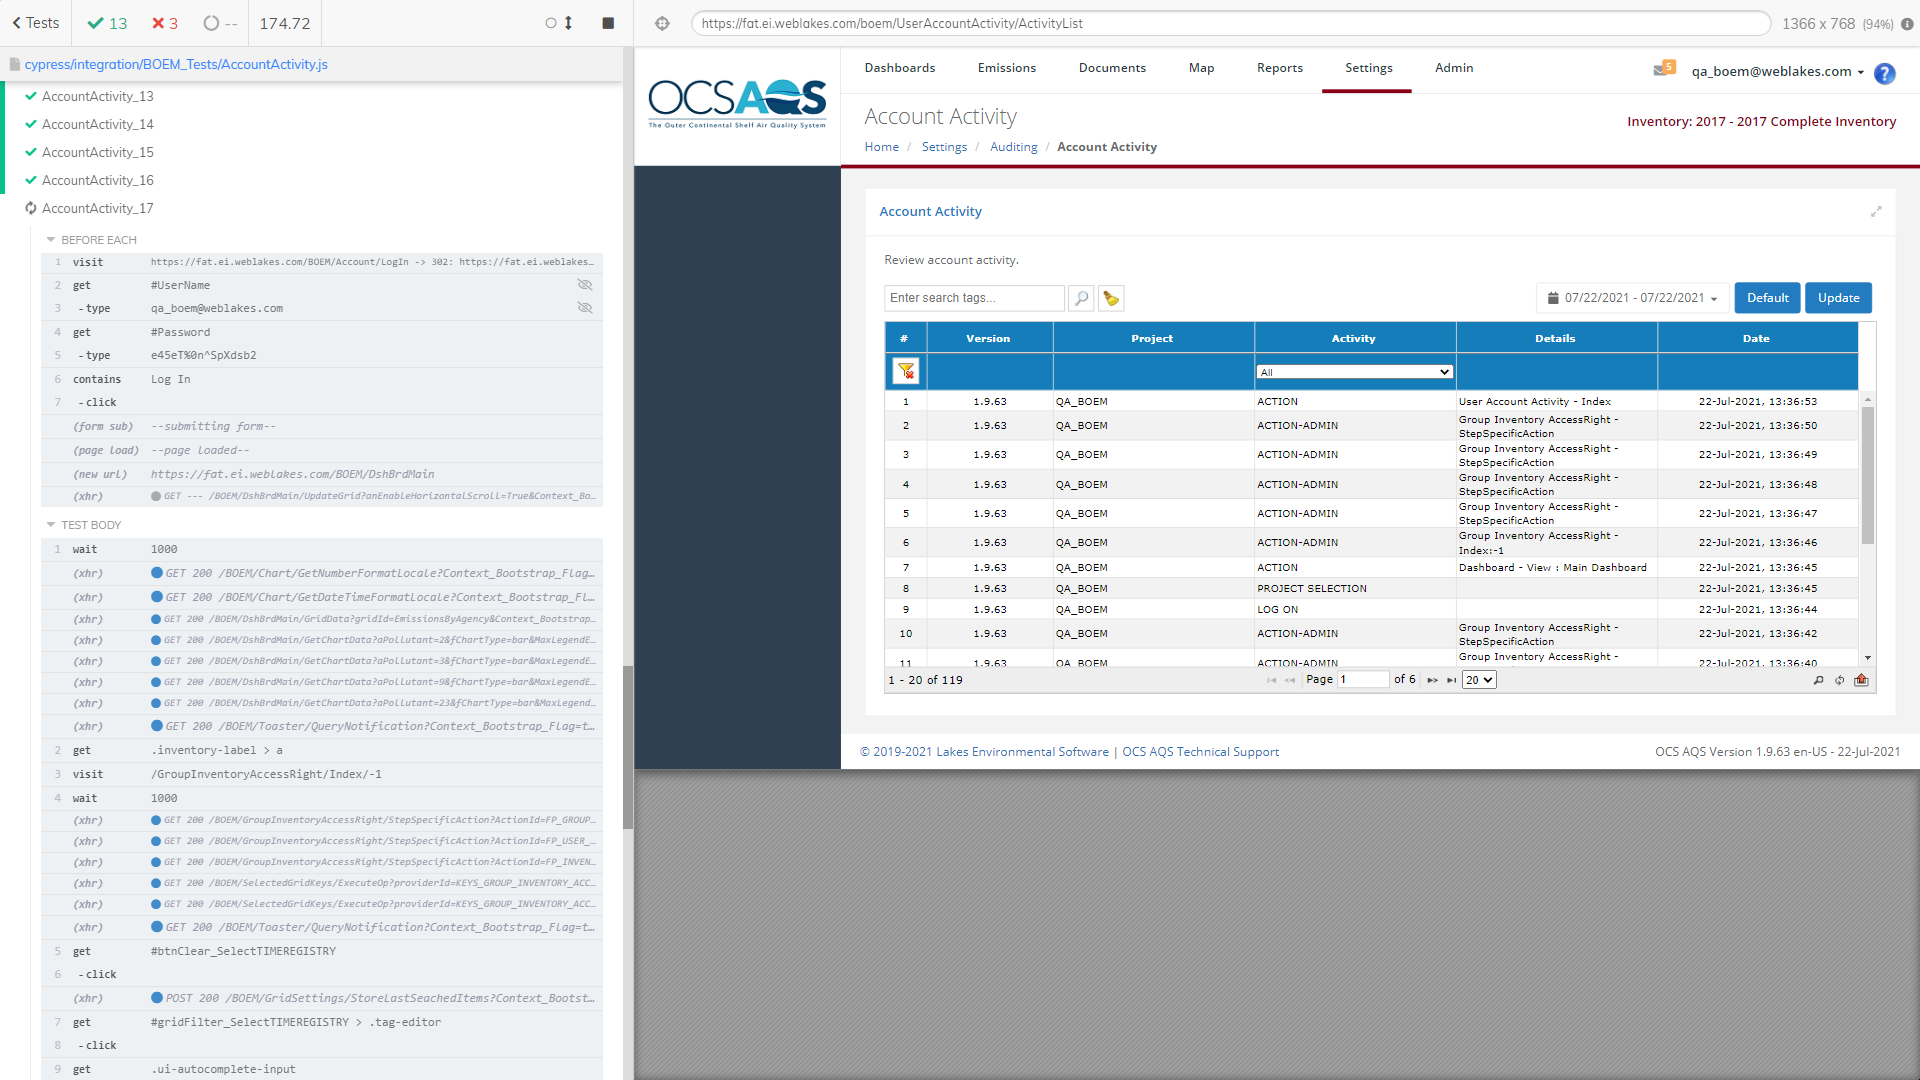 Tests
13
3
--
174.72
cypress/integration/BOEM_Tests/AccountActivity.js
AccountActivity_13
AccountActivity_14
AccountActivity_15
AccountActivity_16
AccountActivity_17
BEFORE EACH
1 visit https://fat.ei.weblakes.com/BOEM/Account/LogIn -> 302: https://fat.ei.weblakes…
2 get #UserName
3 -type qa_boem@weblakes.com
4 get #Password
5 -type e45eT%0n^SpXdsb2
6 contains Log In
7 -click
(form sub) --submitting form--
(page load) --page loaded--
(new url) https://fat.ei.weblakes.com/BOEM/DshBrdMain
(xhr) GET --- /BOEM/DshBrdMain/UpdateGrid?anEnableHorizontalScroll=True&Context_Bo…
TEST BODY
1 wait 1000
(xhr) GET 200 /BOEM/Chart/GetNumberFormatLocale?Context_Bootstrap_Flag…
(xhr) GET 200 /BOEM/Chart/GetDateTimeFormatLocale?Context_Bootstrap_Fl…
(xhr) GET 200 /BOEM/DshBrdMain/GridData?gridId=EmissionsByAgency&Context_Bootstrap…
(xhr) GET 200 /BOEM/DshBrdMain/GetChartData?aPollutant=2&fChartType=bar&MaxLegendE…
(xhr) GET 200 /BOEM/DshBrdMain/GetChartData?aPollutant=3&fChartType=bar&MaxLegendE…
(xhr) GET 200 /BOEM/DshBrdMain/GetChartData?aPollutant=9&fChartType=bar&MaxLegendE…
(xhr) GET 200 /BOEM/DshBrdMain/GetChartData?aPollutant=23&fChartType=bar&MaxLegend…
(xhr) GET 200 /BOEM/Toaster/QueryNotification?Context_Bootstrap_Flag=t…
2 get .inventory-label > a
3 visit /GroupInventoryAccessRight/Index/-1
4 wait 1000
(xhr) GET 200 /BOEM/GroupInventoryAccessRight/StepSpecificAction?ActionId=FP_GROUP…
(xhr) GET 200 /BOEM/GroupInventoryAccessRight/StepSpecificAction?ActionId=FP_USER_…
(xhr) GET 200 /BOEM/GroupInventoryAccessRight/StepSpecificAction?ActionId=FP_INVEN…
(xhr) GET 200 /BOEM/SelectedGridKeys/ExecuteOp?providerId=KEYS_GROUP_INVENTORY_ACC…
(xhr) GET 200 /BOEM/SelectedGridKeys/ExecuteOp?providerId=KEYS_GROUP_INVENTORY_ACC…
(xhr) GET 200 /BOEM/Toaster/QueryNotification?Context_Bootstrap_Flag=t…
5 get #btnClear_SelectTIMEREGISTRY
6 -click
(xhr) POST 200 /BOEM/GridSettings/StoreLastSeachedItems?Context_Bootst…
7 get #gridFilter_SelectTIMEREGISTRY > .tag-editor
8 -click
9 get .ui-autocomplete-input
https://fat.ei.weblakes.com/boem/UserAccountActivity/ActivityList
1366 x 768 (94%)
OCSAQS
The Outer Continental Shelf Air Quality System
Dashboards Emissions Documents Map Reports Settings Admin
5 qa_boem@weblakes.com ?
Account Activity
Inventory: 2017 - 2017 Complete Inventory
Home / Settings / Auditing / Account Activity
Account Activity
Review account activity.
Enter search tags...
07/22/2021 - 07/22/2021 Default Update
# Version Project Activity Details Date
All
1 1.9.63 QA_BOEM ACTION User Account Activity - Index 22-Jul-2021, 13:36:53
2 1.9.63 QA_BOEM ACTION-ADMIN Group Inventory AccessRight - StepSpecificAction 22-Jul-2021, 13:36:50
3 1.9.63 QA_BOEM ACTION-ADMIN Group Inventory AccessRight - StepSpecificAction 22-Jul-2021, 13:36:49
4 1.9.63 QA_BOEM ACTION-ADMIN Group Inventory AccessRight - StepSpecificAction 22-Jul-2021, 13:36:48
5 1.9.63 QA_BOEM ACTION-ADMIN Group Inventory AccessRight - StepSpecificAction 22-Jul-2021, 13:36:47
6 1.9.63 QA_BOEM ACTION-ADMIN Group Inventory AccessRight - Index:-1 22-Jul-2021, 13:36:46
7 1.9.63 QA_BOEM ACTION Dashboard - View : Main Dashboard 22-Jul-2021, 13:36:45
8 1.9.63 QA_BOEM PROJECT SELECTION 22-Jul-2021, 13:36:45
9 1.9.63 QA_BOEM LOG ON 22-Jul-2021, 13:36:44
10 1.9.63 QA_BOEM ACTION-ADMIN Group Inventory AccessRight - StepSpecificAction 22-Jul-2021, 13:36:42
11 1.9.63 QA_BOEM ACTION-ADMIN Group Inventory AccessRight - 22-Jul-2021, 13:36:40
1 - 20 of 119
Page 1 of 6 20
© 2019-2021 Lakes Environmental Software | OCS AQS Technical Support
OCS AQS Version 1.9.63 en-US - 22-Jul-2021